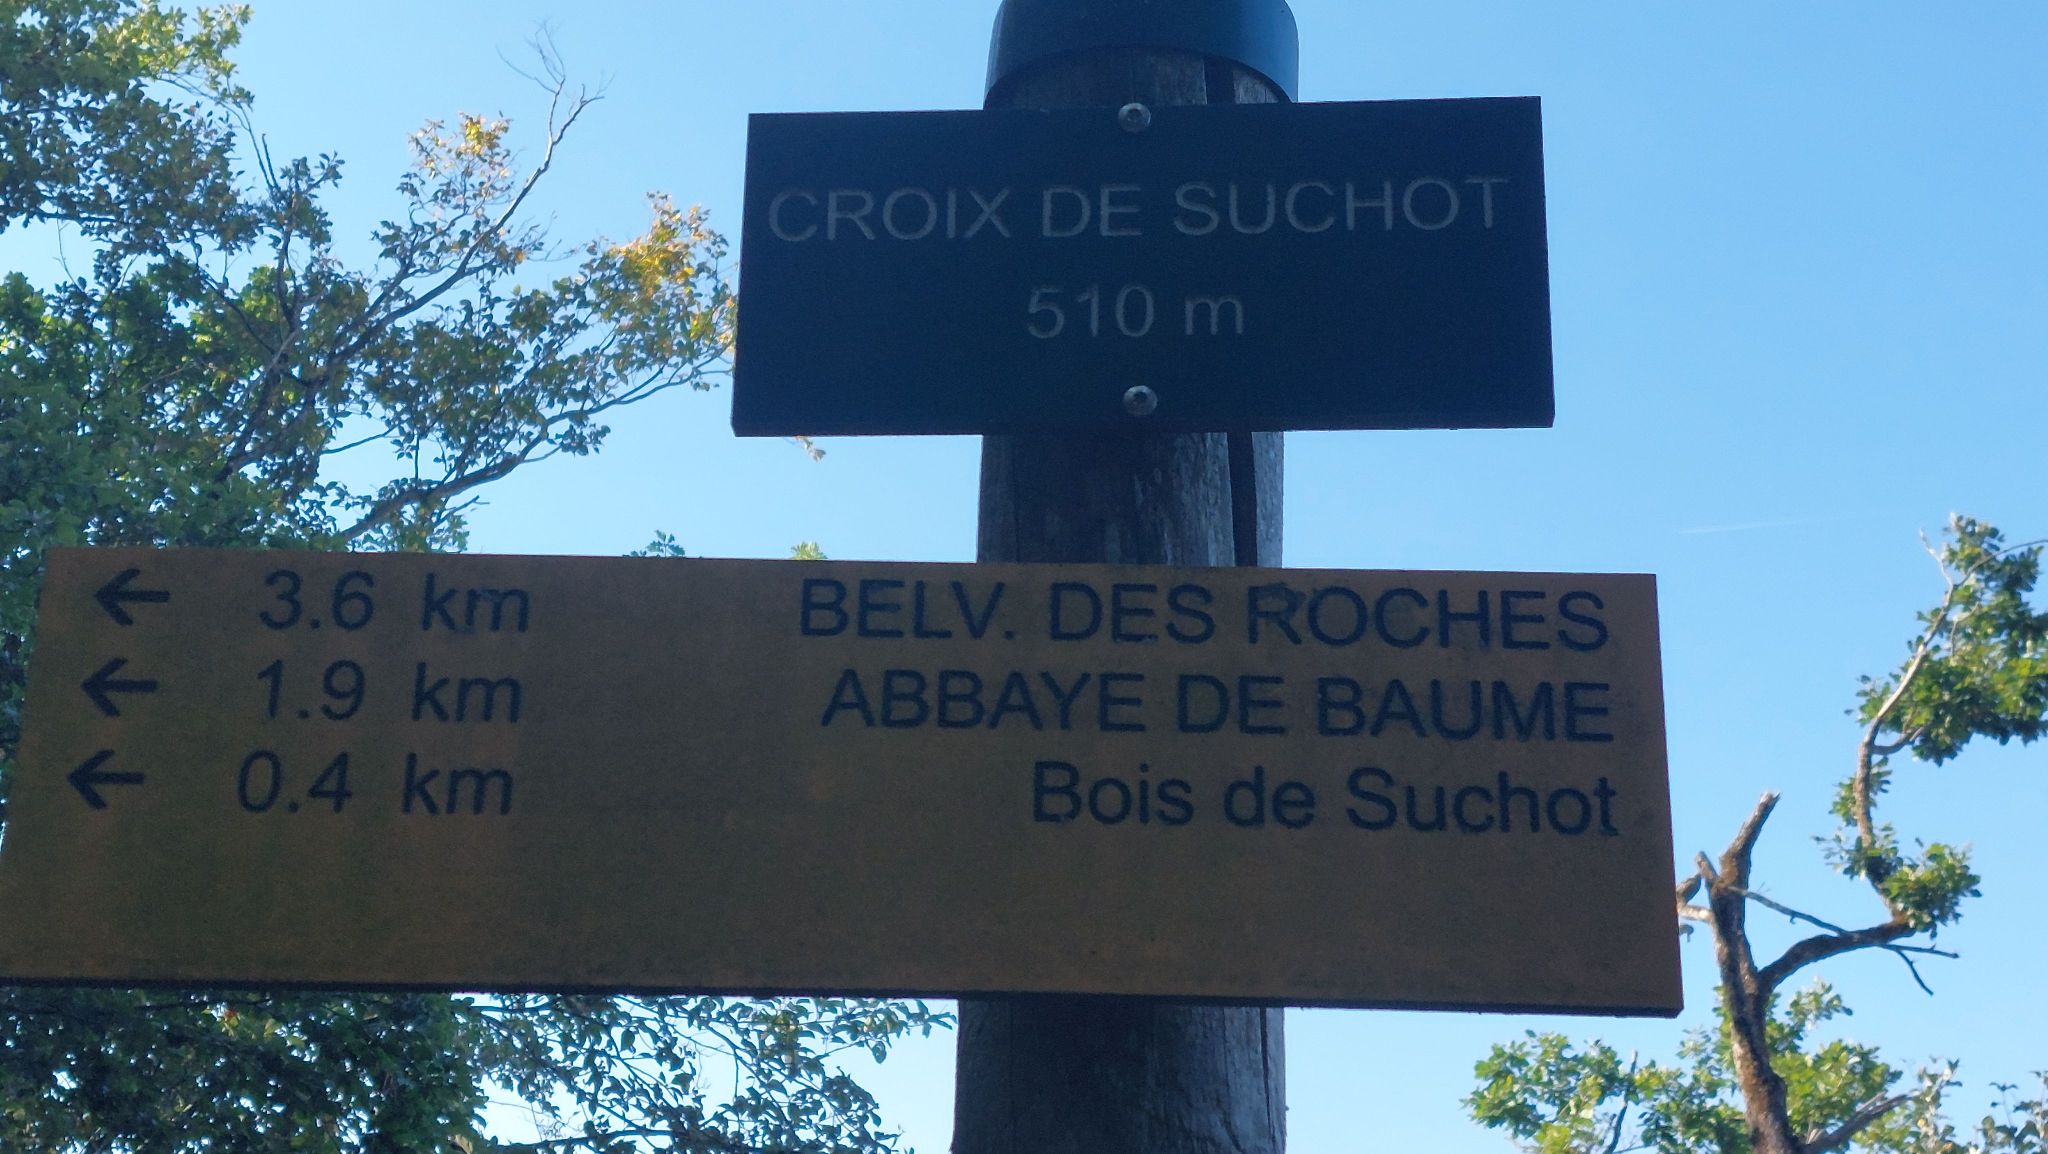 CROIX DE SUCHOT
510 m
← 3.6 km BELV. DES ROCHES
← 1.9 km ABBAYE DE BAUME
← 0.4 km Bois de Suchot